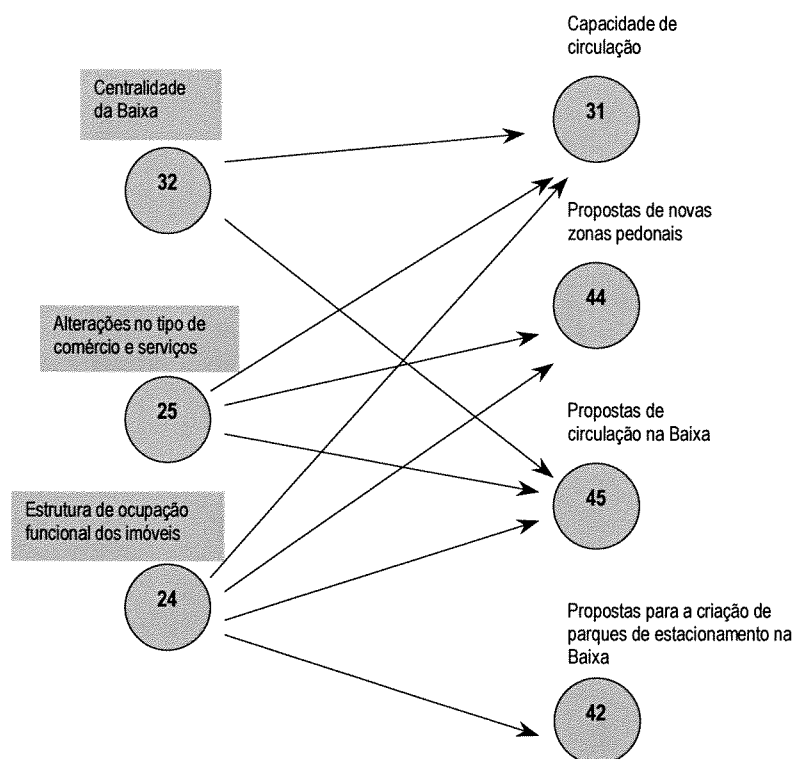 Capacidade de
circulação
31
Centralidade
da Baixa
32
Propostas de novas
zonas pedonais
44
Alterações no tipo de
comércio e serviços
25
Propostas de
circulação na Baixa
45
Estrutura de ocupação
funcional dos imóveis
24
Propostas para a criação de
parques de estacionamento na
Baixa
42